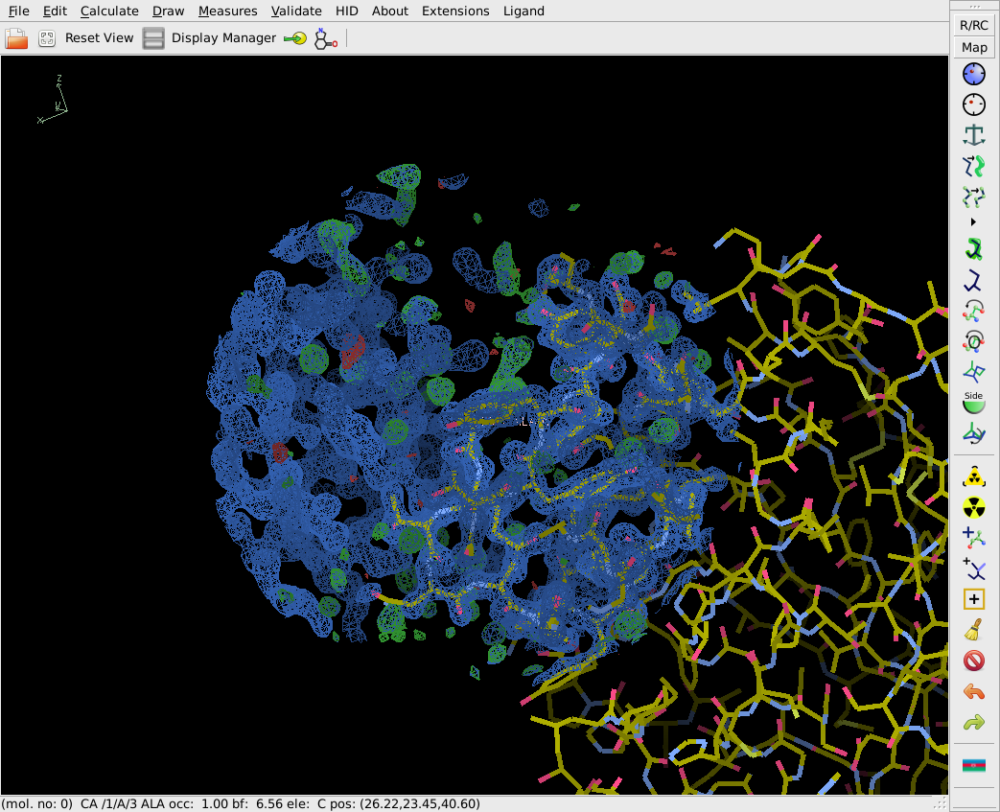 File Edit Calculate Draw Measures Validate HID About Extensions Ligand
Reset View Display Manager
R/RC
Map
Side
Z
X
(mol. no: 0) CA /1/A/3 ALA occ: 1.00 bf: 6.56 ele: C pos: (26.22,23.45,40.60)